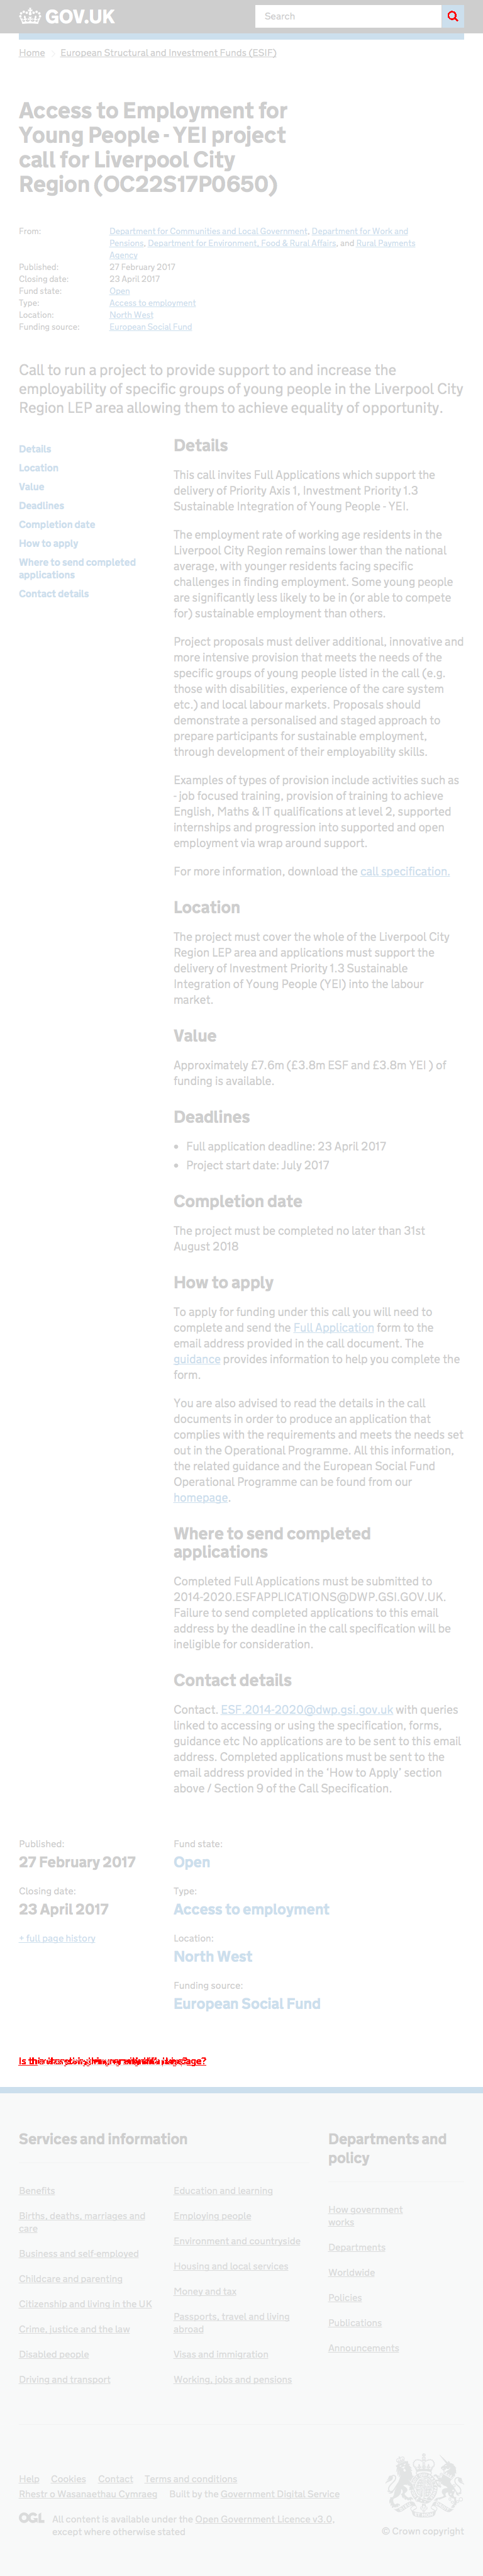 GOV.UK
Search
Home
European Structural and Investment Funds (ESIF)
Access to Employment for
Young People - YEI project
call for Liverpool City
Region (OC22S17P0650)
From:
Department for Communities and Local Government, Department for Work and
Pensions, Department for Environment, Food & Rural Affairs, and Rural Payments
Agency
Published:
27 February 2017
Closing date:
23 April 2017
Fund state:
Open
Type:
Access to employment
Location:
North West
Funding source:
European Social Fund
Call to run a project to provide support to and increase the
employability of specific groups of young people in the Liverpool City
Region LEP area allowing them to achieve equality of opportunity.
Details
Location
Value
Deadlines
Completion date
How to apply
Where to send completed
applications
Contact details
Details
This call invites Full Applications which support the
delivery of Priority Axis 1, Investment Priority 1.3
Sustainable Integration of Young People - YEI.
The employment rate of working age residents in the
Liverpool City Region remains lower than the national
average, with younger residents facing specific
challenges in finding employment. Some young people
are significantly less likely to be in (or able to compete
for) sustainable employment than others.
Project proposals must deliver additional, innovative and
more intensive provision that meets the needs of the
specific groups of young people listed in the call (e.g.
those with disabilities, experience of the care system
etc.) and local labour markets. Proposals should
demonstrate a personalised and staged approach to
prepare participants for sustainable employment,
through development of their employability skills.
Examples of types of provision include activities such as
- job focused training, provision of training to achieve
English, Maths & IT qualifications at level 2, supported
internships and progression into supported and open
employment via wrap around support.
For more information, download the call specification.
Location
The project must cover the whole of the Liverpool City
Region LEP area and applications must support the
delivery of Investment Priority 1.3 Sustainable
Integration of Young People (YEI) into the labour
market.
Value
Approximately £7.6m (£3.8m ESF and £3.8m YEI ) of
funding is available.
Deadlines
• Full application deadline: 23 April 2017
• Project start date: July 2017
Completion date
The project must be completed no later than 31st
August 2018
How to apply
To apply for funding under this call you will need to
complete and send the Full Application form to the
email address provided in the call document. The
guidance provides information to help you complete the
form.
You are also advised to read the details in the call
documents in order to produce an application that
complies with the requirements and meets the needs set
out in the Operational Programme. All this information,
the related guidance and the European Social Fund
Operational Programme can be found from our
homepage.
Where to send completed
applications
Completed Full Applications must be submitted to
2014-2020.ESFAPPLICATIONS@DWP.GSI.GOV.UK.
Failure to send completed applications to this email
address by the deadline in the call specification will be
ineligible for consideration.
Contact details
Contact. ESF.2014-2020@dwp.gsi.gov.uk with queries
linked to accessing or using the specification, forms,
guidance etc No applications are to be sent to this email
address. Completed applications must be sent to the
email address provided in the ‘How to Apply’ section
above / Section 9 of the Call Specification.
Published:
27 February 2017
Closing date:
23 April 2017
+ full page history
Fund state:
Open
Type:
Access to employment
Location:
North West
Funding source:
European Social Fund
Services and information
Benefits
Births, deaths, marriages and
care
Business and self-employed
Childcare and parenting
Citizenship and living in the UK
Crime, justice and the law
Disabled people
Driving and transport
Education and learning
Employing people
Environment and countryside
Housing and local services
Money and tax
Passports, travel and living
abroad
Visas and immigration
Working, jobs and pensions
Departments and
policy
How government
works
Departments
Worldwide
Policies
Publications
Announcements
Help
Cookies
Contact
Terms and conditions
Rhestr o Wasanaethau Cymraeg
Built by the Government Digital Service
OGL
All content is available under the Open Government Licence v3.0,
except where otherwise stated
© Crown copyright